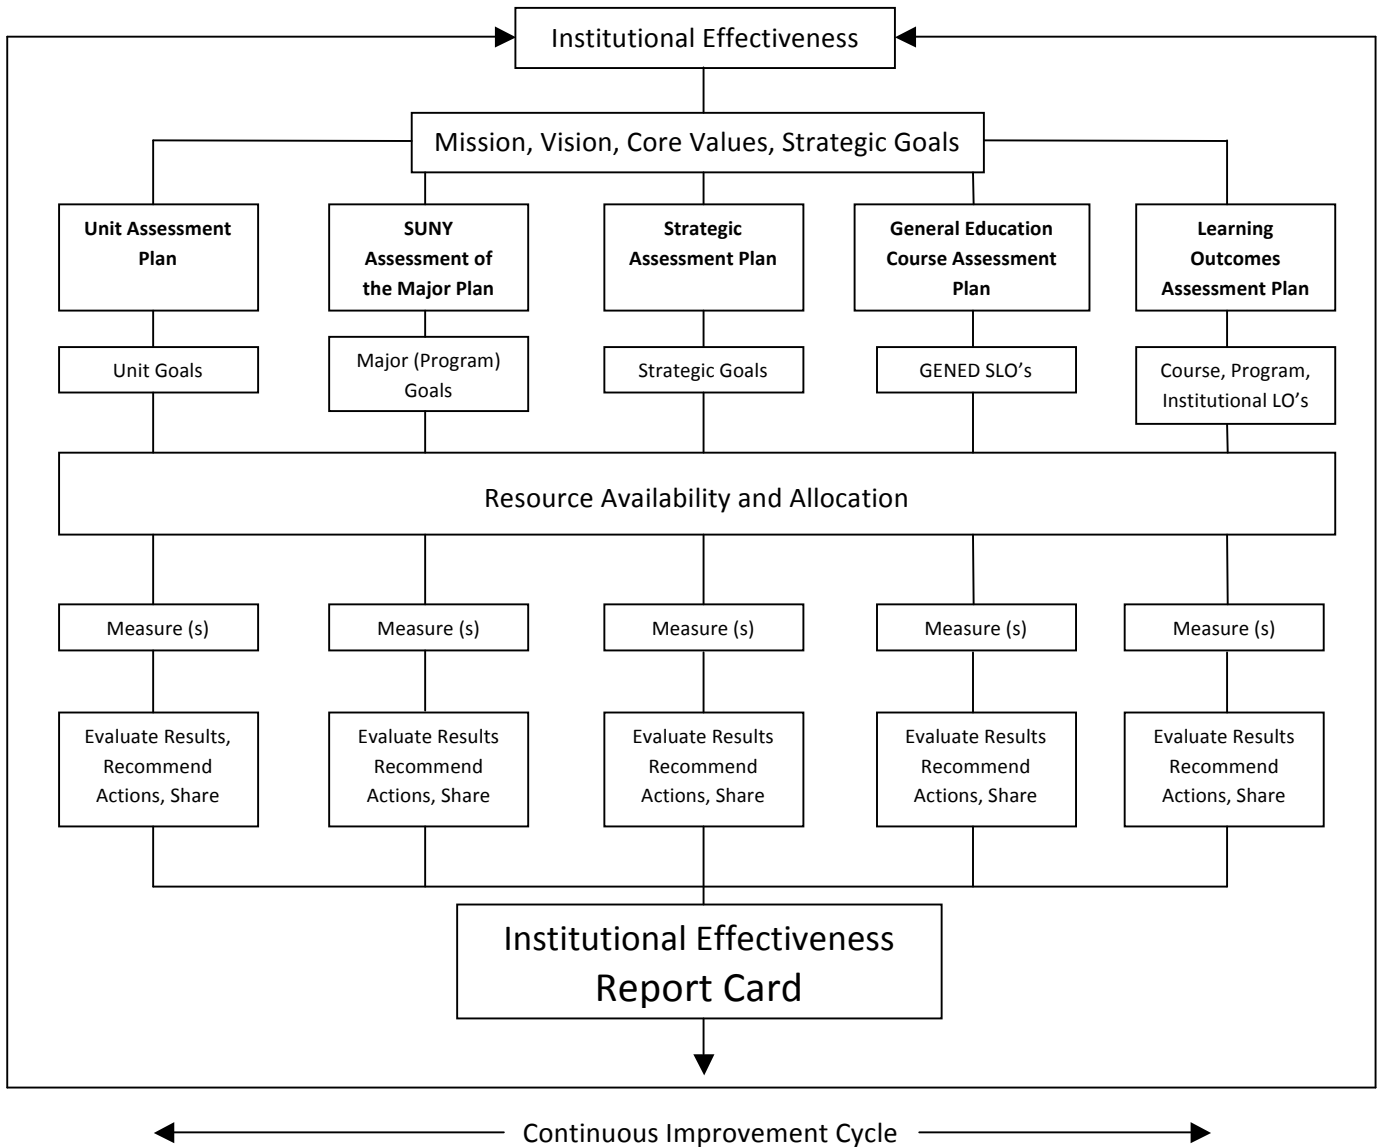 Institutional Effectiveness
Mission, Vision, Core Values, Strategic Goals
Unit Assessment
Plan
SUNY
Assessment of
the Major Plan
Strategic
Assessment Plan
General Education
Course Assessment
Plan
Learning
Outcomes
Assessment Plan
Unit Goals
Major (Program)
Goals
Strategic Goals
GENED SLO’s
Course, Program,
Institutional LO’s
Resource Availability and Allocation
Measure (s)
Measure (s)
Measure (s)
Measure (s)
Measure (s)
Evaluate Results,
Recommend
Actions, Share
Evaluate Results
Recommend
Actions, Share
Evaluate Results
Recommend
Actions, Share
Evaluate Results
Recommend
Actions, Share
Evaluate Results
Recommend
Actions, Share
Institutional Effectiveness
Report Card
Continuous Improvement Cycle